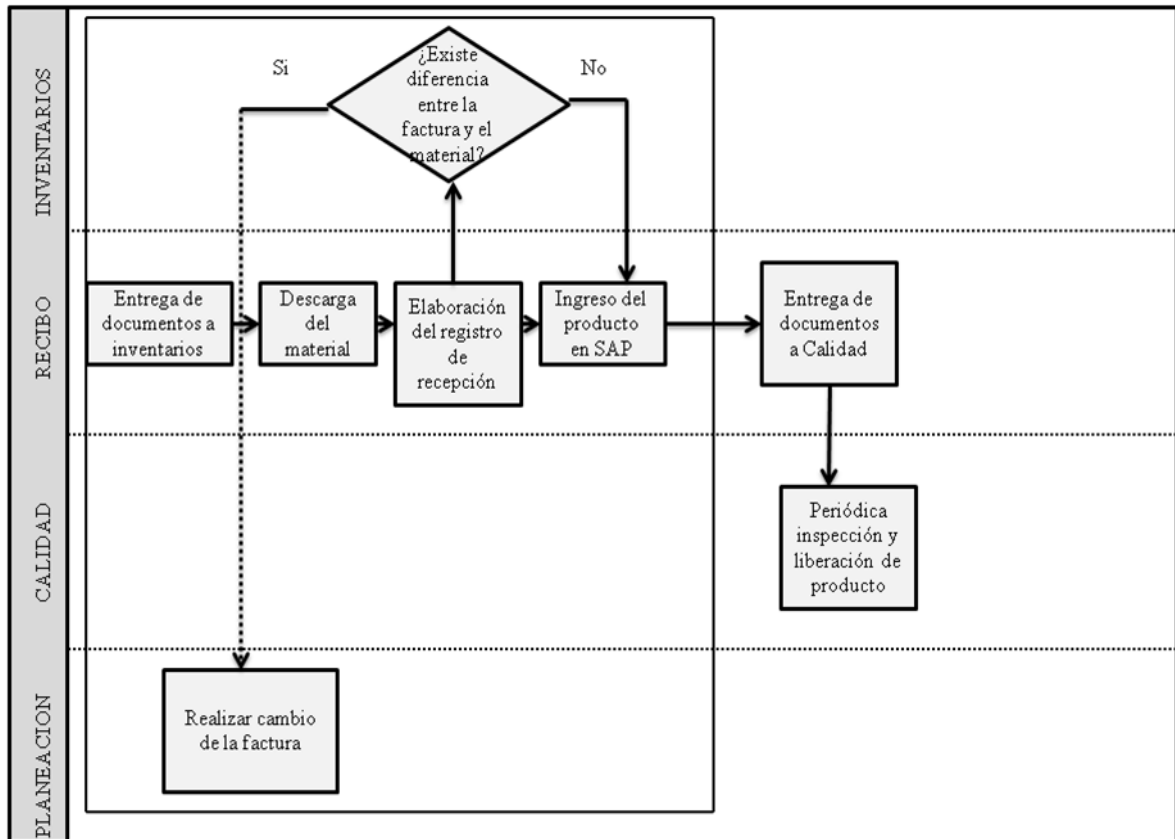 INVENTARIOS
Si
¿Existe
diferencia
entre la
factura y el
material?
No
RECIBO
Entrega de
documentos a
inventarios
Descarga
del
material
Elaboración
del registro
de
recepción
Ingreso del
producto
en SAP
Entrega de
documentos
a Calidad
CALIDAD
Periódica
inspección y
liberación de
producto
PLANEACION
Realizar cambio
de la factura